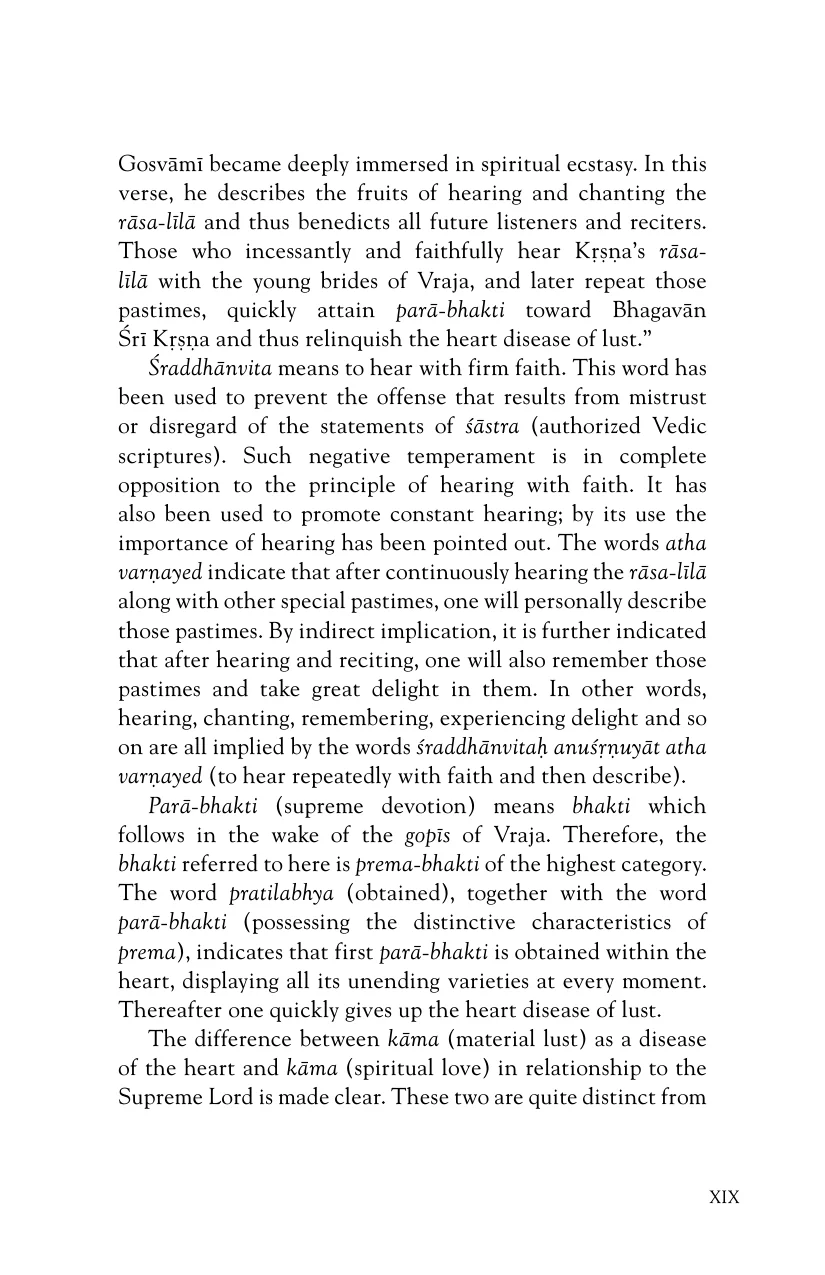 Gosvāmī became deeply immersed in spiritual ecstasy. In this
verse, he describes the fruits of hearing and chanting the
rāsa-līlā and thus benedicts all future listeners and reciters.
Those who incessantly and faithfully hear Kṛṣṇa’s rāsa-
līlā with the young brides of Vraja, and later repeat those
pastimes, quickly attain parā-bhakti toward Bhagavān
Śrī Kṛṣṇa and thus relinquish the heart disease of lust.”
Śraddhānvita means to hear with firm faith. This word has
been used to prevent the offense that results from mistrust
or disregard of the statements of śāstra (authorized Vedic
scriptures). Such negative temperament is in complete
opposition to the principle of hearing with faith. It has
also been used to promote constant hearing; by its use the
importance of hearing has been pointed out. The words atha
varṇayed indicate that after continuously hearing the rāsa-līlā
along with other special pastimes, one will personally describe
those pastimes. By indirect implication, it is further indicated
that after hearing and reciting, one will also remember those
pastimes and take great delight in them. In other words,
hearing, chanting, remembering, experiencing delight and so
on are all implied by the words śraddhānvitaḥ anuśṛṇuyāt atha
varṇayed (to hear repeatedly with faith and then describe).
Parā-bhakti (supreme devotion) means bhakti which
follows in the wake of the gopīs of Vraja. Therefore, the
bhakti referred to here is prema-bhakti of the highest category.
The word pratilabhya (obtained), together with the word
parā-bhakti (possessing the distinctive characteristics of
prema), indicates that first parā-bhakti is obtained within the
heart, displaying all its unending varieties at every moment.
Thereafter one quickly gives up the heart disease of lust.
The difference between kāma (material lust) as a disease
of the heart and kāma (spiritual love) in relationship to the
Supreme Lord is made clear. These two are quite distinct from
XIX